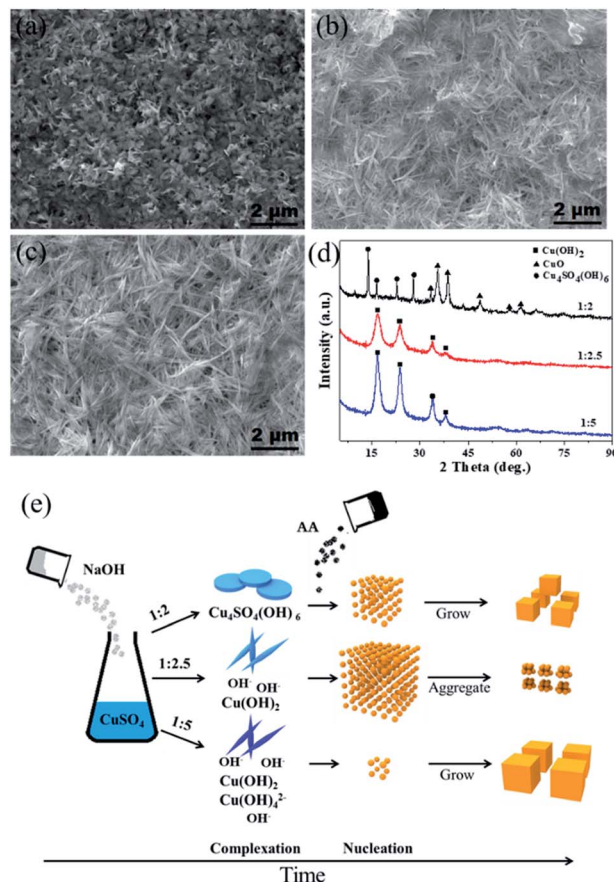 (a)
2 μm
(b)
2 μm
(c)
2 μm
(d)
■ Cu(OH)₂
▲ CuO
● Cu₄SO₄(OH)₆
1:2
1:2.5
1:5
Intensity (a.u.)
15 30 45 60 75 90
2 Theta (deg.)
(e)
NaOH
AA
1:2
Cu₄SO₄(OH)₆
Grow
CuSO₄
1:2.5
OH⁻ OH⁻
Cu(OH)₂
Aggregate
1:5
OH⁻ OH⁻
Cu(OH)₂
Cu(OH)₄²⁻
OH⁻
Grow
Complexation Nucleation
Time